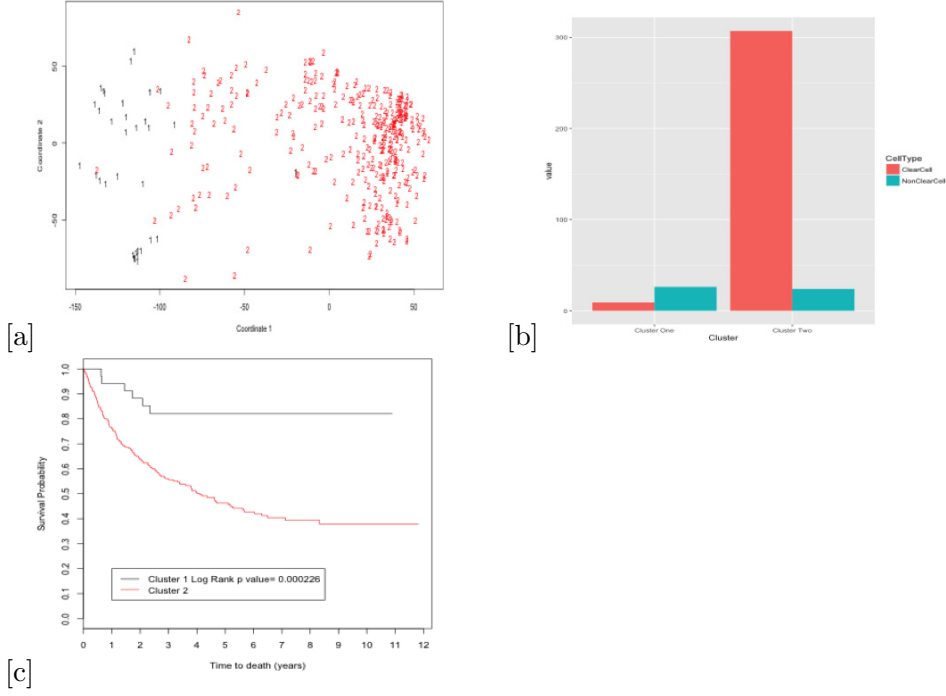 50
0
-50
Coordinate 2
-150
-100
-50
0
50
Coordinate 1
[a]
300
200
100
0
value
Cluster One
Cluster Two
Cluster
CellType
ClearCell
NonClearCell
[b]
1.0
0.9
0.8
0.7
0.6
0.5
0.4
0.3
0.2
0.1
0.0
Survival Probability
Cluster 1 Log Rank p value= 0.000226
Cluster 2
0 1 2 3 4 5 6 7 8 9 10 11 12
Time to death (years)
[c]